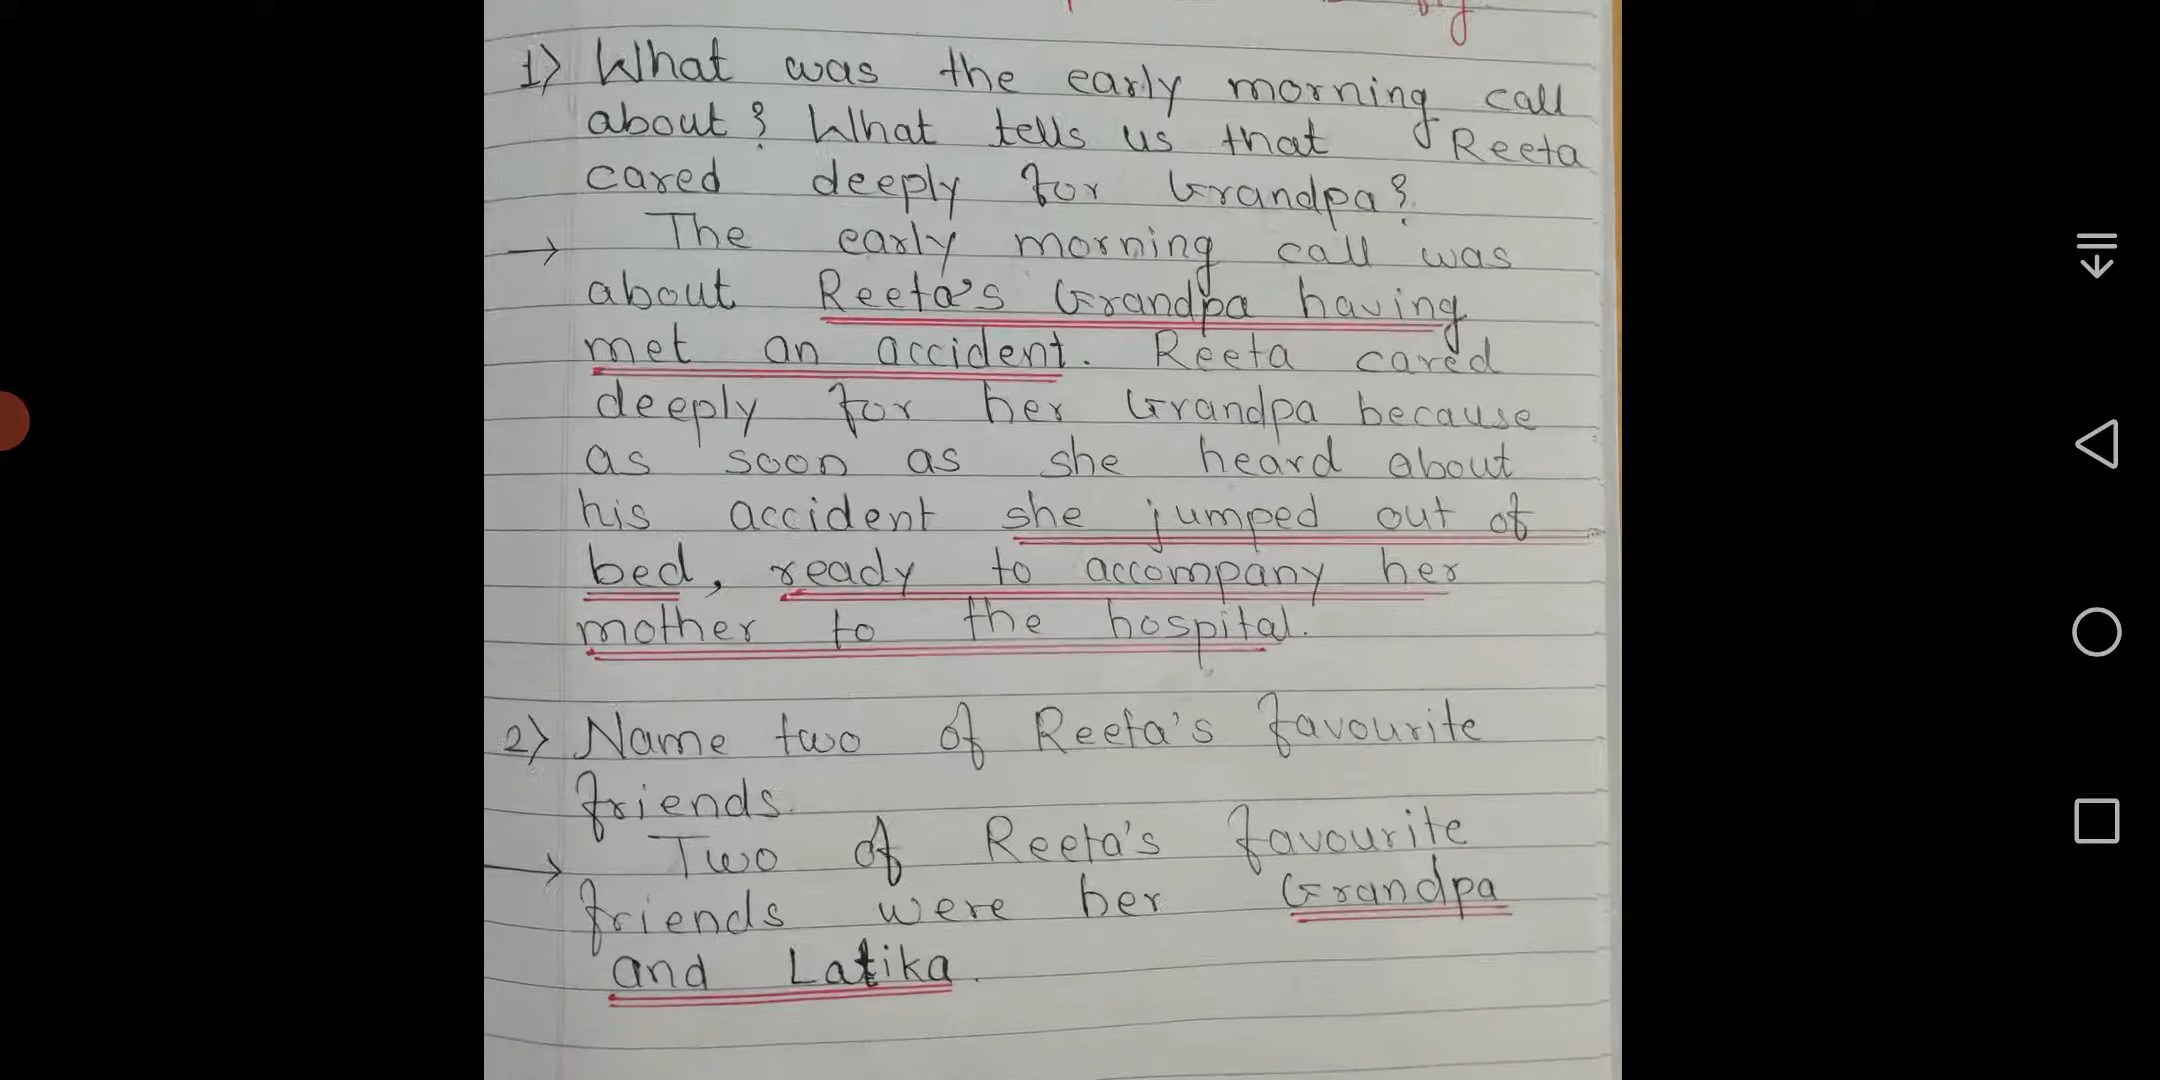 1) What was the early morning call
about? What tells us that Reeta
cared deeply for Grandpa?
→ The early morning call was
about Reeta's Grandpa having
met an accident. Reeta cared
deeply for her Grandpa because
as soon as she heard about
his accident she jumped out of
bed, ready to accompany her
mother to the hospital.
2) Name two of Reeta's favourite
friends.
→ Two of Reeta's favourite
friends were her Grandpa
and Latika.